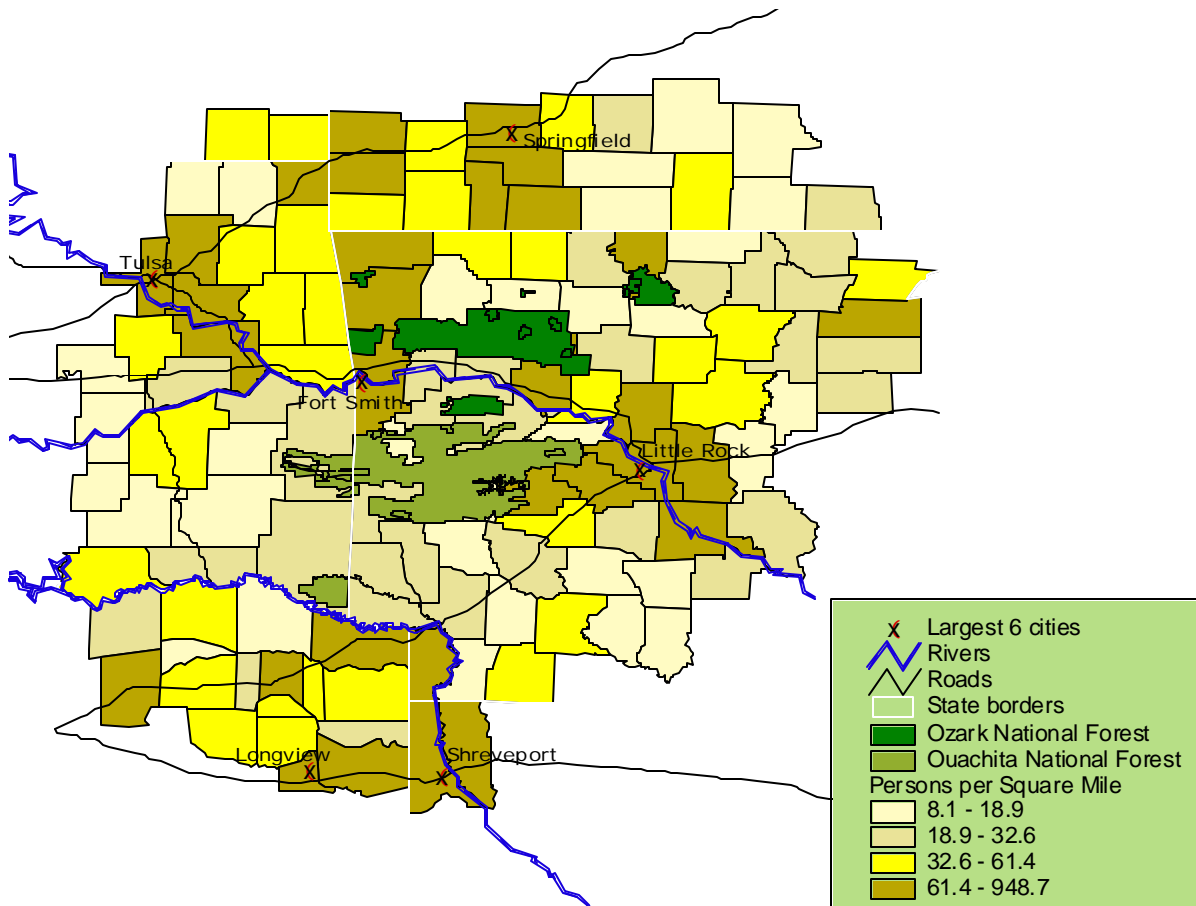 Springfield
Tulsa
Fort Smith
Little Rock
Longview
Shreveport
Largest 6 cities
Rivers
Roads
State borders
Ozark National Forest
Ouachita National Forest
Persons per Square Mile
8.1 - 18.9
18.9 - 32.6
32.6 - 61.4
61.4 - 948.7